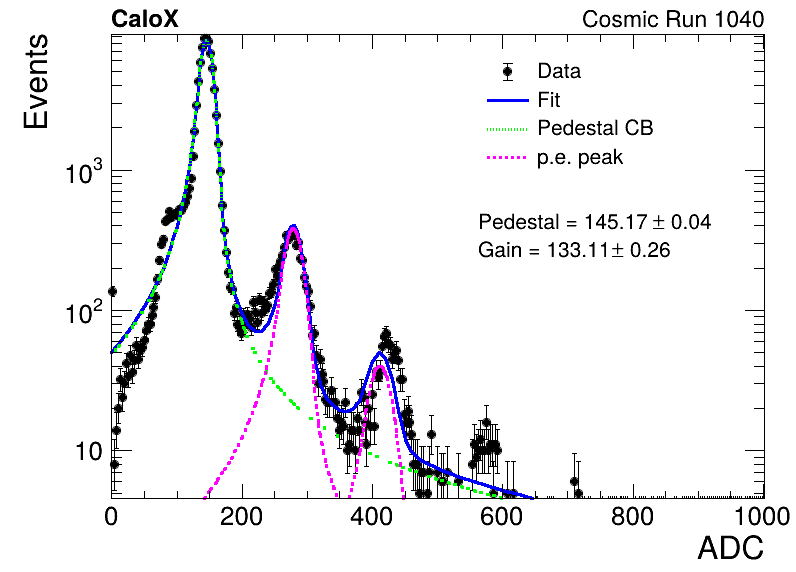 CaloX Cosmic Run 1040
Events
Data
Fit
Pedestal CB
p.e. peak
Pedestal = 145.17 ± 0.04
Gain = 133.11± 0.26
10³
10²
10
0 200 400 600 800 1000
ADC